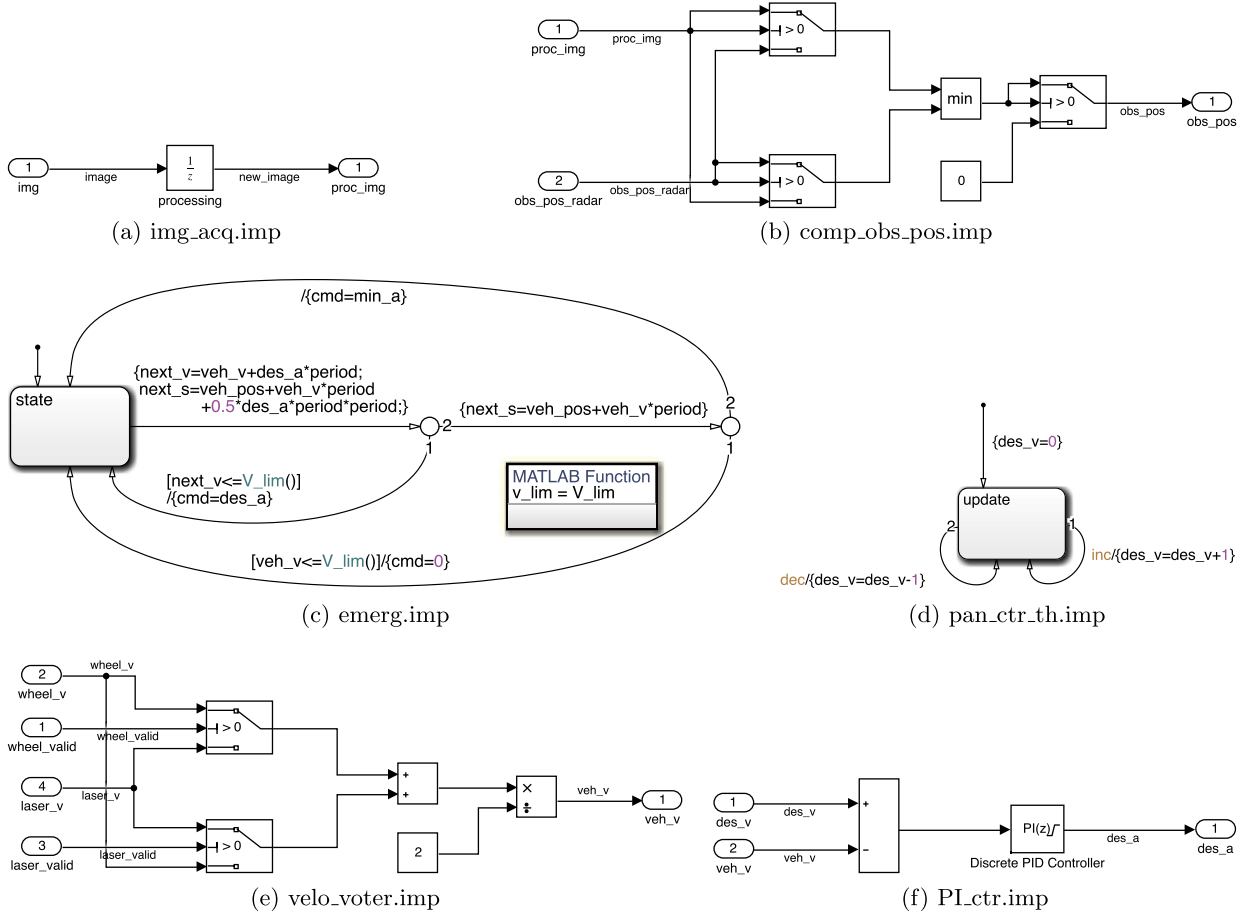 1
img
image
1
z
processing
new_image
1
proc_img
(a) img_acq.imp
1
proc_img
proc_img
> 0
2
obs_pos_radar
obs_pos_radar
> 0
min
0
> 0
obs_pos
1
obs_pos
(b) comp_obs_pos.imp
/{cmd=min_a}
state
{next_v=veh_v+des_a*period;
next_s=veh_pos+veh_v*period
+0.5*des_a*period*period;}
2
1
{next_s=veh_pos+veh_v*period}
2
1
[next_v<=V_lim()]
/{cmd=des_a}
MATLAB Function
v_lim = V_lim
[veh_v<=V_lim()]/{cmd=0}
(c) emerg.imp
{des_v=0}
update
2
1
inc/{des_v=des_v+1}
dec/{des_v=des_v-1}
(d) pan_ctr_th.imp
2
wheel_v
wheel_v
1
wheel_valid
wheel_valid
> 0
4
laser_v
laser_v
3
laser_valid
laser_valid
> 0
+
+
2
×
÷
veh_v
1
veh_v
(e) velo_voter.imp
1
des_v
des_v
2
veh_v
veh_v
+
−
PI(z)
Discrete PID Controller
des_a
1
des_a
(f) PI_ctr.imp